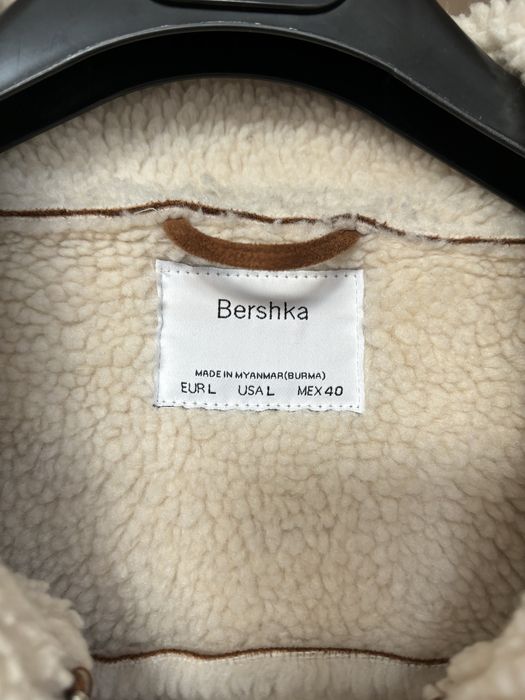 Bershka
MADE IN MYANMAR(BURMA)
EUR L USA L MEX 40